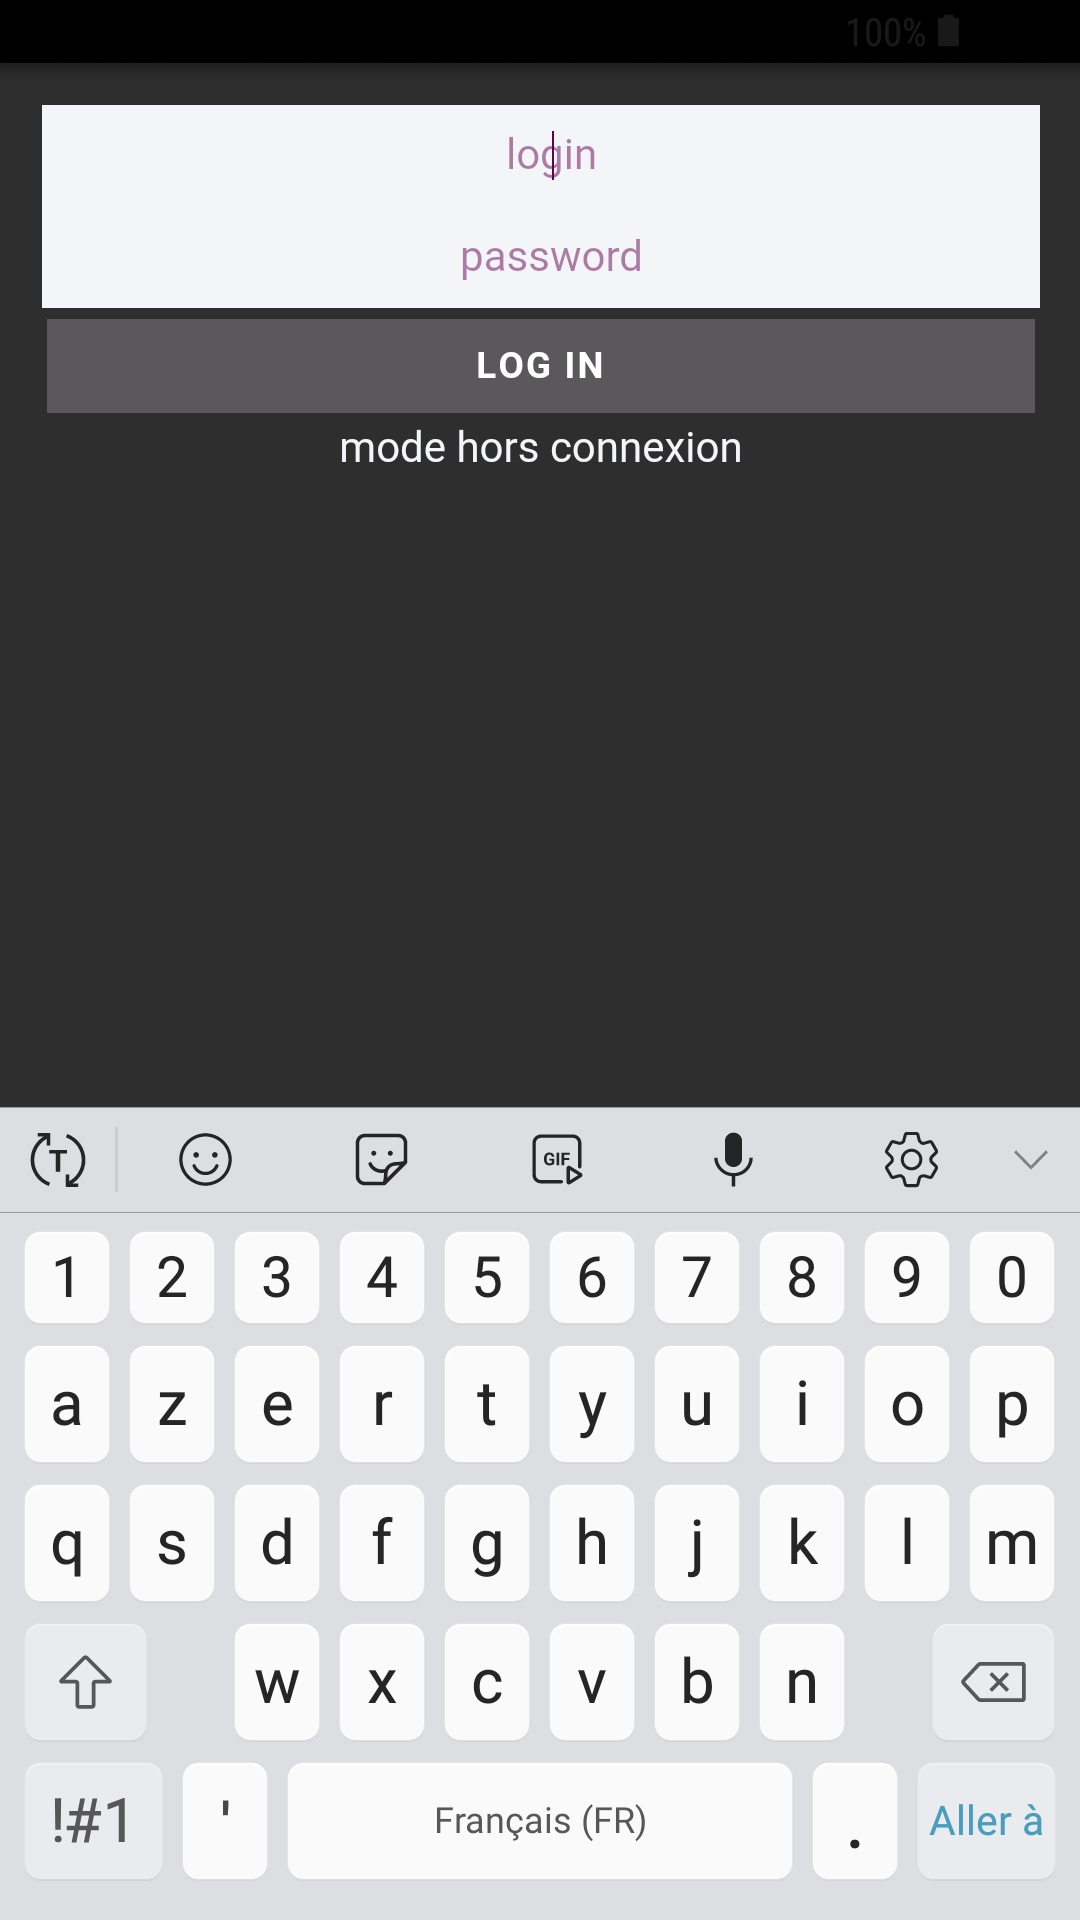 100%
login
password
LOG IN
mode hors connexion
T GIF
1 2 3 4 5 6 7 8 9 0
a z e r t y u i o p
q s d f g h j k l m
w x c v b n
!#1 ' Français (FR) . Aller à